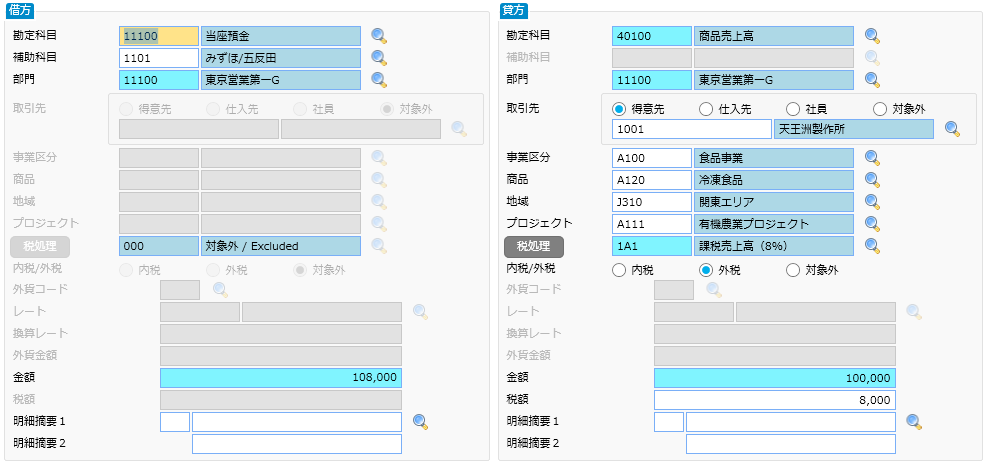 借方
勘定科目 11100 当座預金
補助科目 1101 みずほ/五反田
部門 11100 東京営業第一G
取引先 得意先 仕入先 社員 対象外
事業区分
商品
地域
プロジェクト
税処理 000 対象外 / Excluded
内税/外税 内税 外税 対象外
外貨コード
レート
換算レート
外貨金額
金額 108,000
税額
明細摘要1
明細摘要2
貸方
勘定科目 40100 商品売上高
補助科目
部門 11100 東京営業第一G
取引先 得意先 仕入先 社員 対象外
1001 天王洲製作所
事業区分 A100 食品事業
商品 A120 冷凍食品
地域 J310 関東エリア
プロジェクト A111 有機農業プロジェクト
税処理 1A1 課税売上高（8%）
内税/外税 内税 外税 対象外
外貨コード
レート
換算レート
外貨金額
金額 100,000
税額 8,000
明細摘要1
明細摘要2